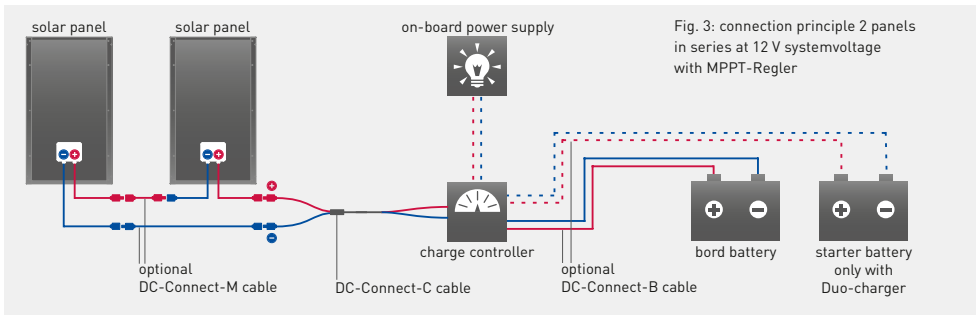 solar panel
solar panel
on-board power supply
Fig. 3: connection principle 2 panels
in series at 12 V systemvoltage
with MPPT-Regler
charge controller
bord battery
starter battery
only with
Duo-charger
optional
DC-Connect-M cable
DC-Connect-C cable
optional
DC-Connect-B cable